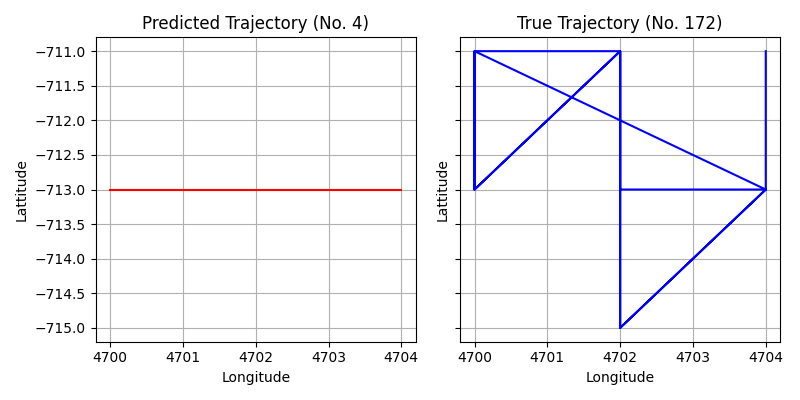 Predicted Trajectory (No. 4)
True Trajectory (No. 172)
Lattitude
−711.0
−711.5
−712.0
−712.5
−713.0
−713.5
−714.0
−714.5
−715.0
4700 4701 4702 4703 4704
Longitude
Lattitude
4700 4701 4702 4703 4704
Longitude